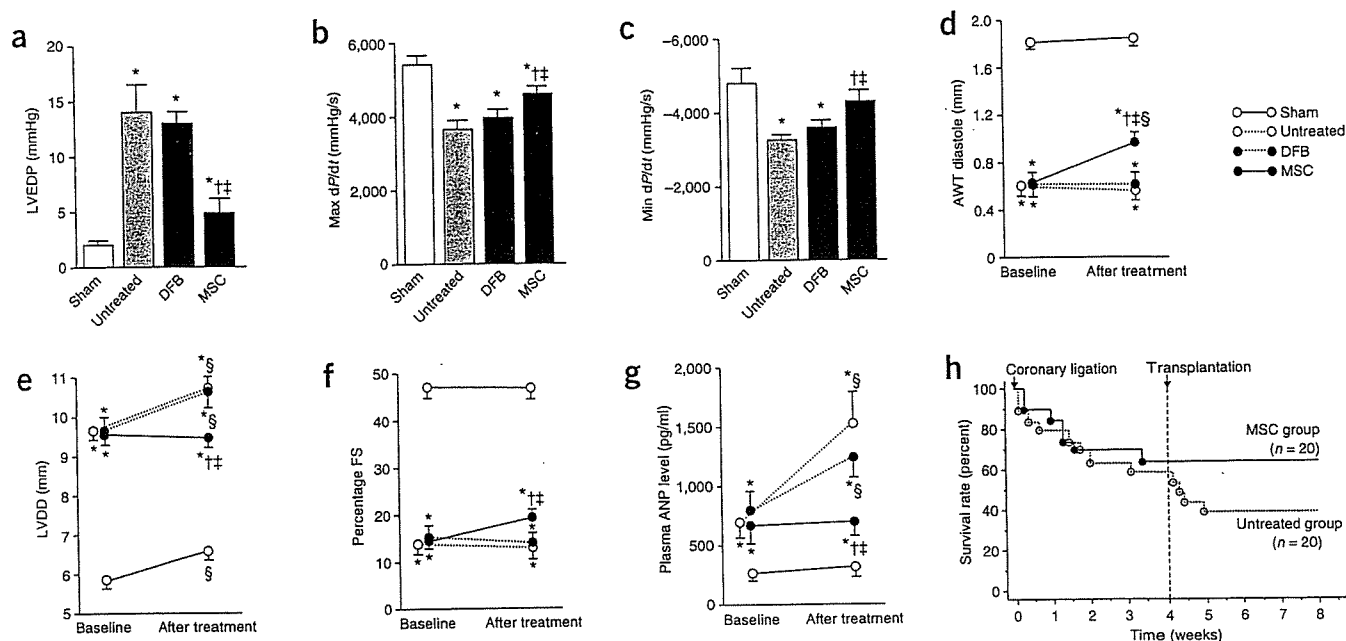 a
LVEDP (mmHg)
20
15
10
5
0
*
*
*†‡
Sham
Untreated
DFB
MSC
b
Max dP/dt (mmHg/s)
6,000
4,000
2,000
0
*
*
*†‡
Sham
Untreated
DFB
MSC
c
Min dP/dt (mmHg/s)
–6,000
–4,000
–2,000
0
*
*
†‡
Sham
Untreated
DFB
MSC
d
AWT diastole (mm)
2.0
1.6
1.2
0.8
0.4
0
*†‡§
*
*
* *
*
Baseline
After treatment
Sham
Untreated
DFB
MSC
e
LVDD (mm)
11
10
9
8
7
6
5
*§
*
*§
* *
*†‡
§
Baseline
After treatment
f
Percentage FS
50
40
30
20
10
0
*†‡
*
*
* *
*
Baseline
After treatment
g
Plasma ANP level (pg/ml)
2,000
1,500
1,000
500
0
*§
*
*§
* *
*†‡
Baseline
After treatment
h
Coronary ligation
Transplantation
Survival rate (percent)
100
80
60
40
20
0
MSC group
(n = 20)
Untreated group
(n = 20)
0 1 2 3 4 5 6 7 8
Time (weeks)